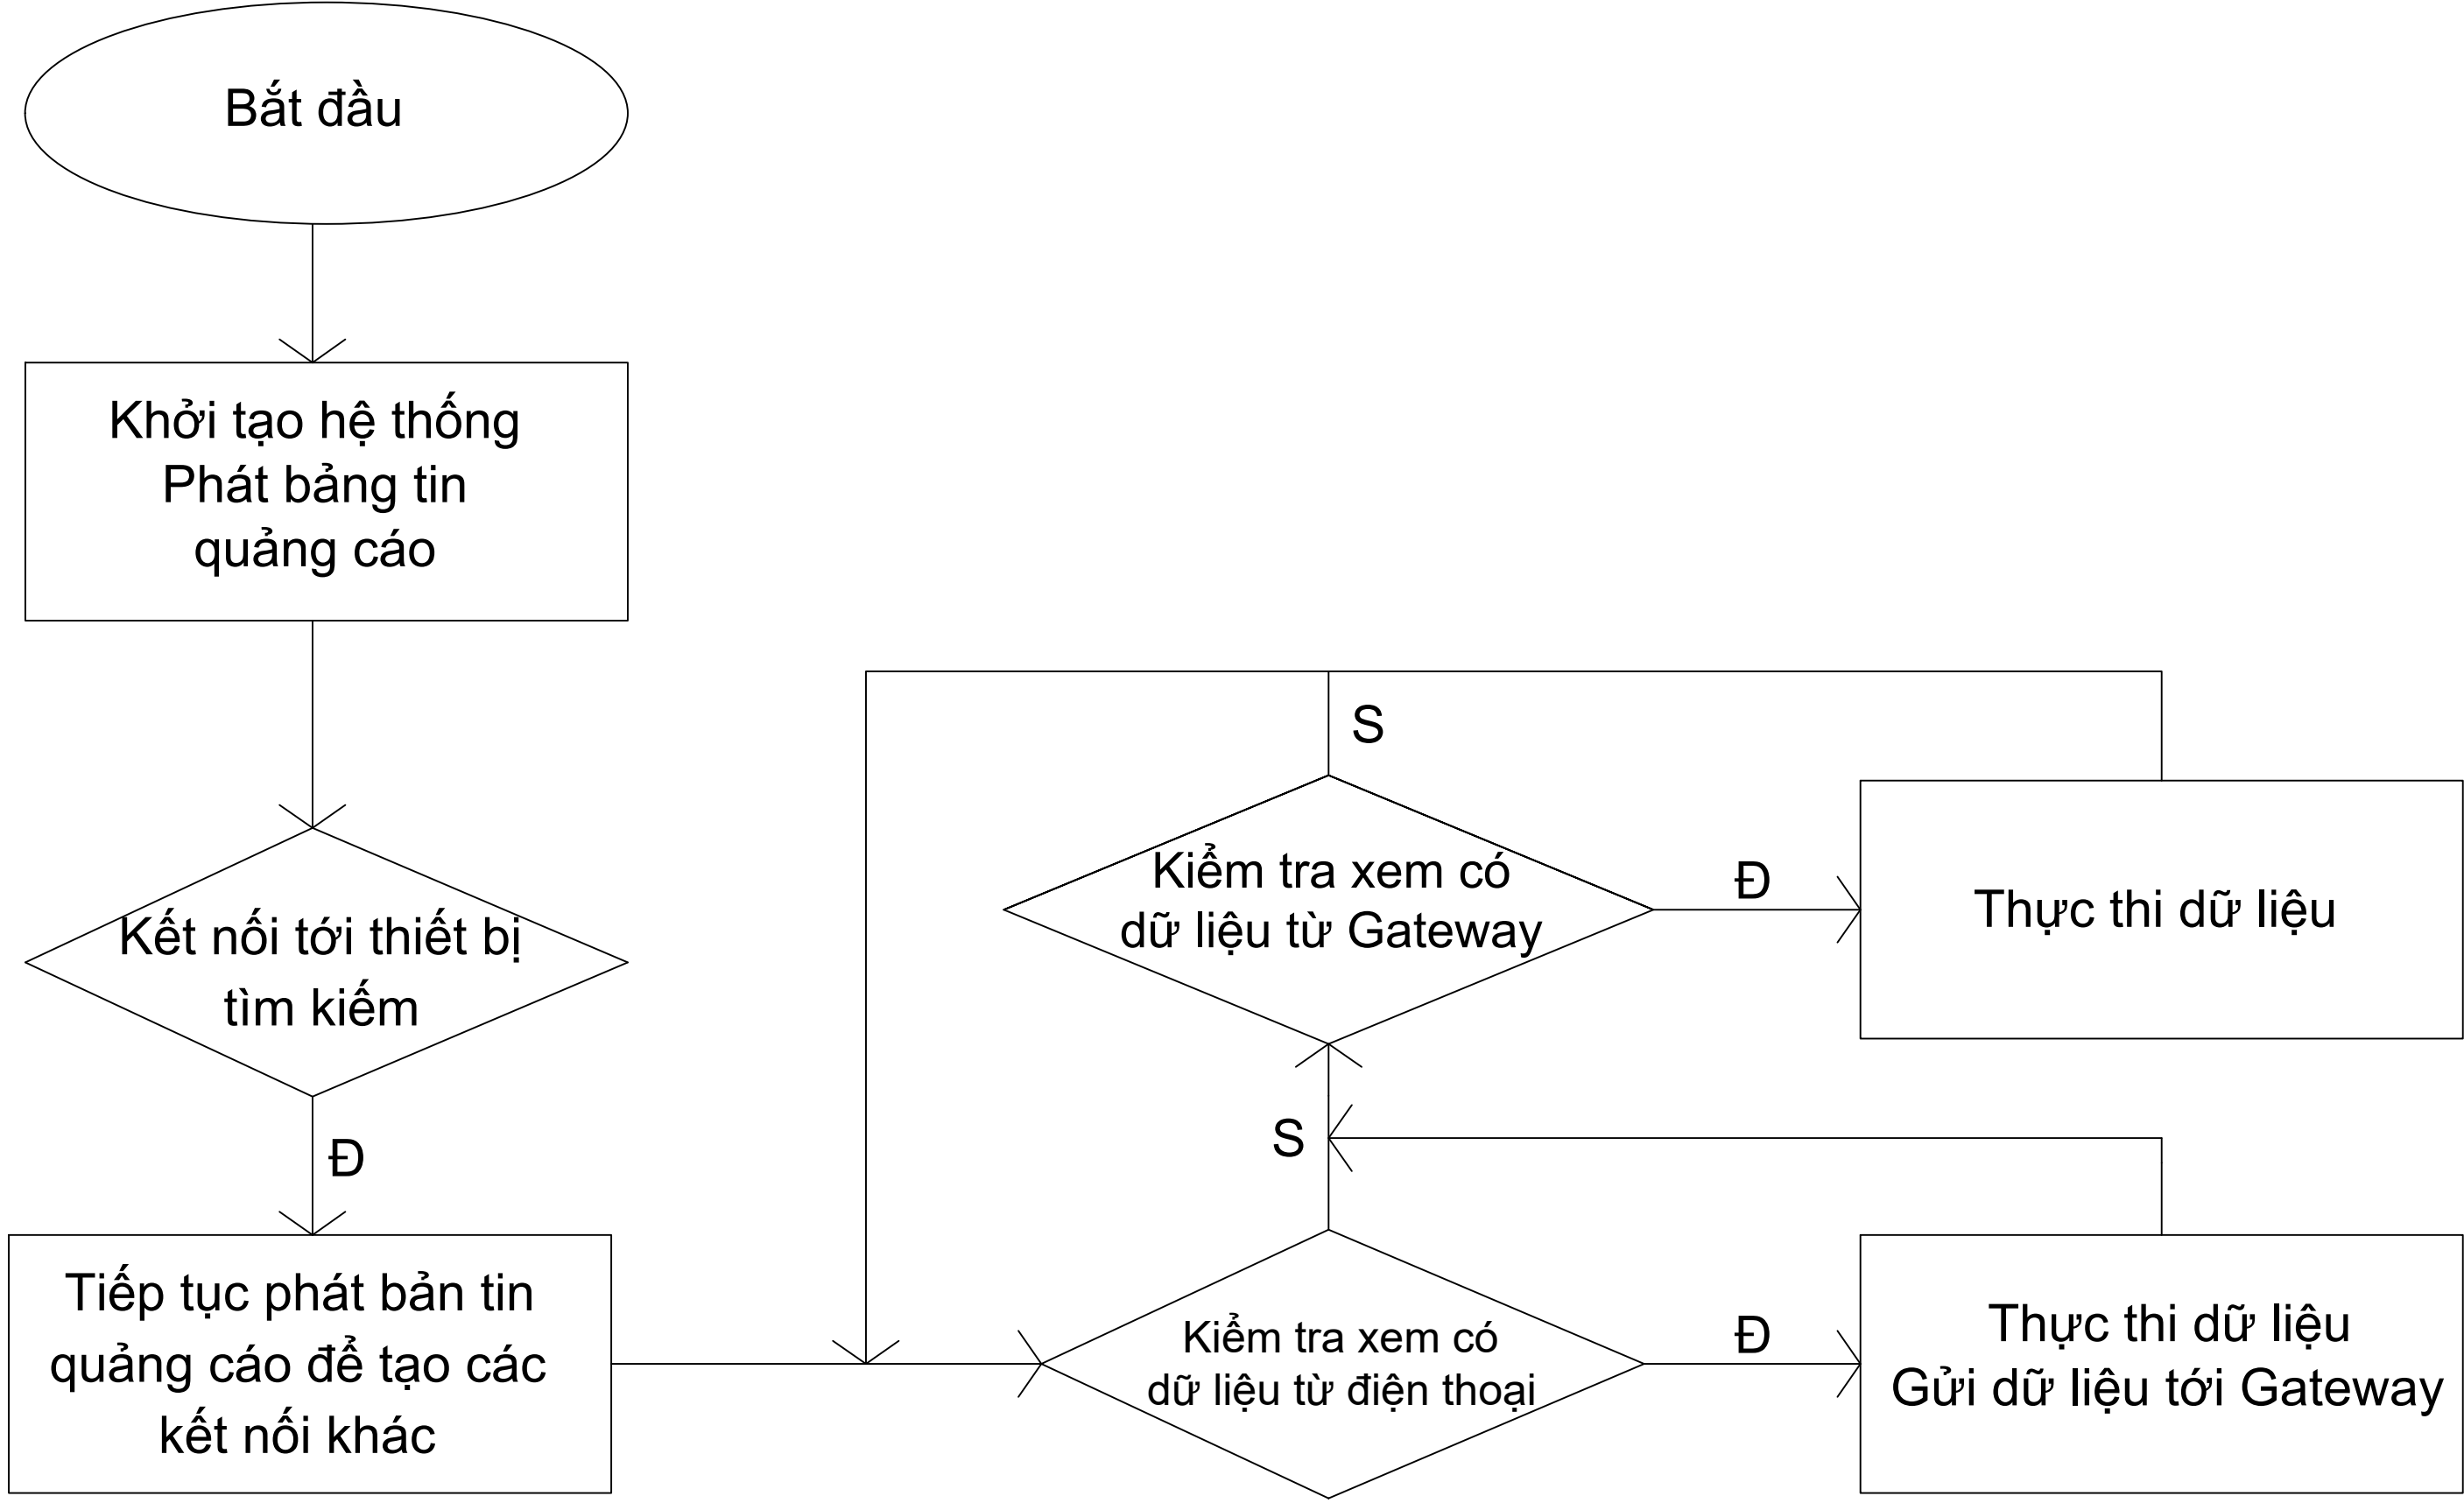 Bắt đầu
Khởi tạo hệ thống
Phát bảng tin
quảng cáo
Kết nối tới thiết bị
tìm kiếm
Đ
Tiếp tục phát bản tin
quảng cáo để tạo các
kết nối khác
S
Kiểm tra xem có
dữ liệu từ Gateway
Đ
Thực thi dữ liệu
S
Kiểm tra xem có
dữ liệu từ điện thoại
Đ
Thực thi dữ liệu
Gửi dữ liệu tới Gateway